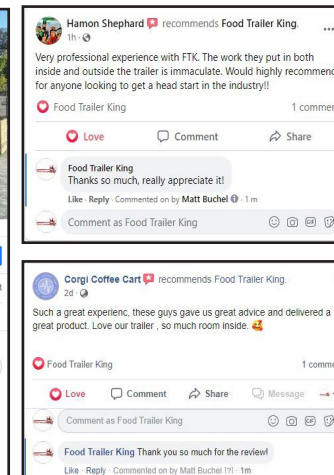 Hamon Shephard recommends Food Trailer King.
1h ·
Very professional experience with FTK. The work they put in both
inside and outside the trailer is immaculate. Would highly recommend
for anyone looking to get a head start in the industry!!
Food Trailer King 1 commen
Love Comment Share
Food Trailer King
Thanks so much, really appreciate it!
Like · Reply · Commented on by Matt Buchel · 1 m
Comment as Food Trailer King
Corgi Coffee Cart recommends Food Trailer King.
2d ·
Such a great experienc, these guys gave us great advice and delivered a
great product. Love our trailer , so much room inside.
Food Trailer King 1 comme
Love Comment Share Message
Comment as Food Trailer King
Food Trailer King Thank you so much for the review!
Like · Reply · Commented on by Matt Buchel [?] · 1m